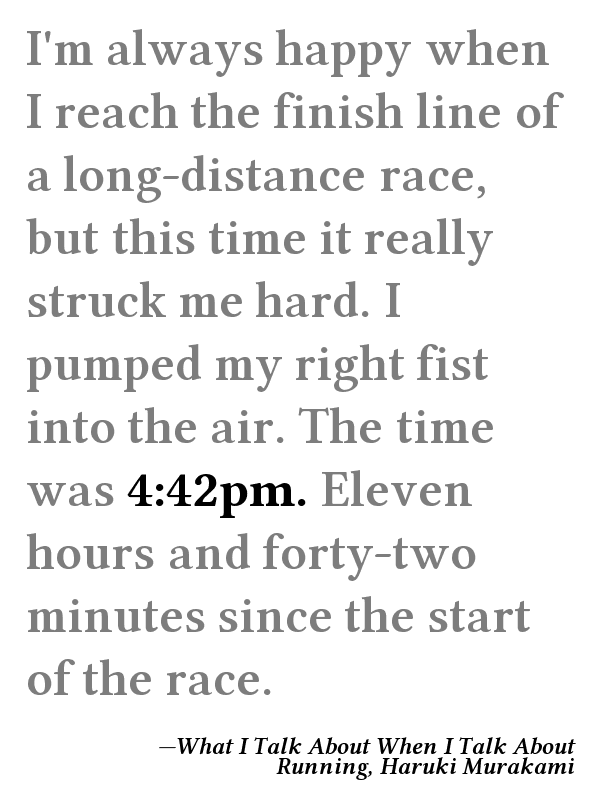 I'm always happy when
I reach the finish line of
a long-distance race,
but this time it really
struck me hard. I
pumped my right fist
into the air. The time
was 4:42pm. Eleven
hours and forty-two
minutes since the start
of the race.
—What I Talk About When I Talk About
Running, Haruki Murakami